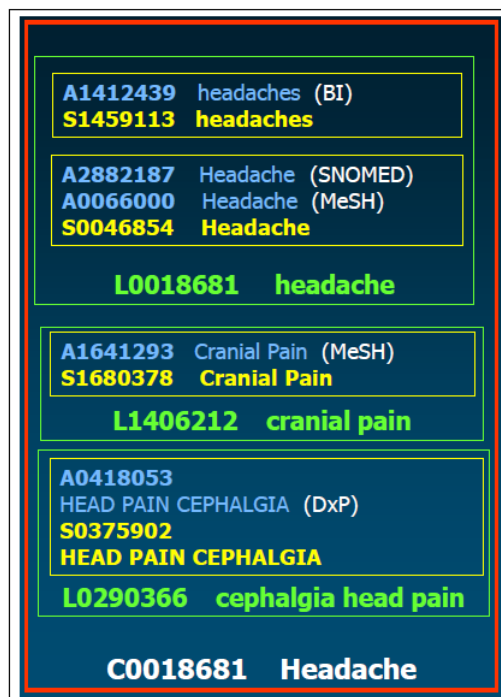 A1412439 headaches (BI)
S1459113 headaches
A2882187 Headache (SNOMED)
A0066000 Headache (MeSH)
S0046854 Headache
L0018681 headache
A1641293 Cranial Pain (MeSH)
S1680378 Cranial Pain
L1406212 cranial pain
A0418053
HEAD PAIN CEPHALGIA (DxP)
S0375902
HEAD PAIN CEPHALGIA
L0290366 cephalgia head pain
C0018681 Headache